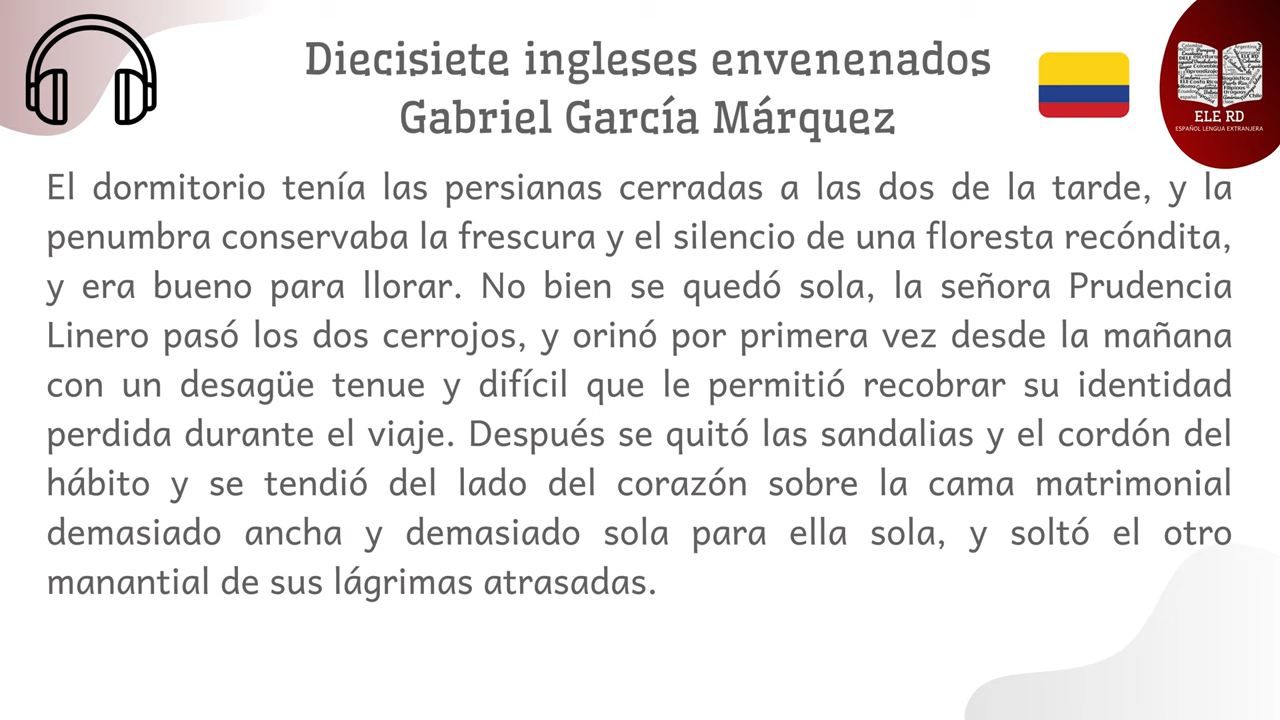 Diecisiete ingleses envenenados
Gabriel García Márquez
ELE RD
ESPAÑOL LENGUA EXTRANJERA
El dormitorio tenía las persianas cerradas a las dos de la tarde, y la
penumbra conservaba la frescura y el silencio de una floresta recóndita,
y era bueno para llorar. No bien se quedó sola, la señora Prudencia
Linero pasó los dos cerrojos, y orinó por primera vez desde la mañana
con un desagüe tenue y difícil que le permitió recobrar su identidad
perdida durante el viaje. Después se quitó las sandalias y el cordón del
hábito y se tendió del lado del corazón sobre la cama matrimonial
demasiado ancha y demasiado sola para ella sola, y soltó el otro
manantial de sus lágrimas atrasadas.